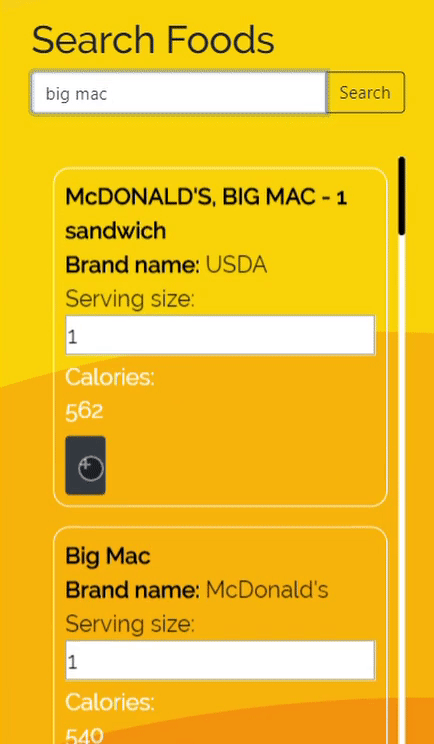 Search Foods
big mac Search
McDONALD'S, BIG MAC - 1
sandwich
Brand name: USDA
Serving size:
1
Calories:
562
+
Big Mac
Brand name: McDonald's
Serving size:
1
Calories:
540